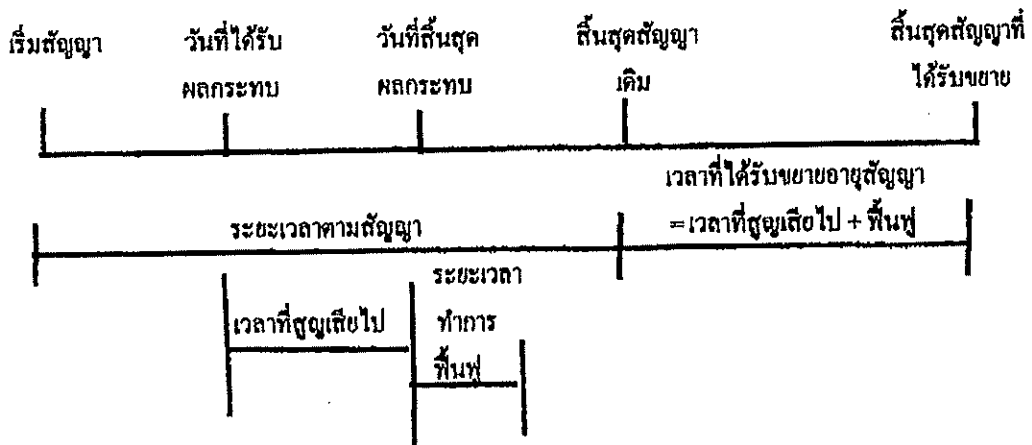 เริ่มสัญญา
วันที่ได้รับ
ผลกระทบ
วันที่สิ้นสุด
ผลกระทบ
สิ้นสุดสัญญา
เดิม
สิ้นสุดสัญญาที่
ได้รับขยาย
เวลาที่ได้รับขยายอายุสัญญา
=เวลาที่สูญเสียไป + ฟื้นฟู
ระยะเวลาตามสัญญา
เวลาที่สูญเสียไป
ระยะเวลา
ทำการ
ฟื้นฟู